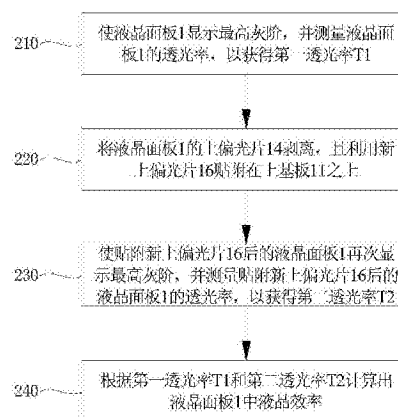 210
使液晶面板1显示最高灰阶，并测量液晶面
板1的透光率，以获得第一透光率T1
220
将液晶面板1的上偏光片14剥离，且利用新
上偏光片16贴附在上基板11之上
230
使贴附新上偏光片16后的液晶面板1再次显
示最高灰阶，并测量贴附新上偏光片16后的
液晶面板1的透光率，以获得第二透光率T2
240
根据第一透光率T1和第二透光率T2计算出
液晶面板1中液晶效率